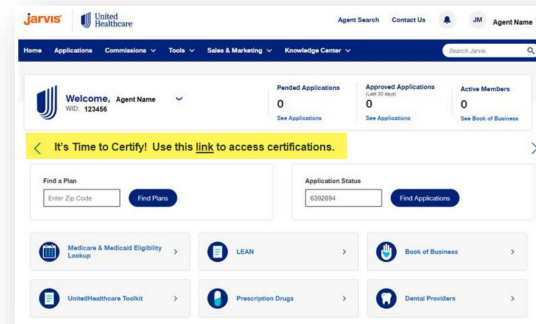 jarvis
United
Healthcare
Agent Search Contact Us JM Agent Name
Home Applications Commissions Tools Sales & Marketing Knowledge Center Search Jarvis
Welcome, Agent Name
WID: 123456
Pended Applications
0
See Applications
Approved Applications
(Last 30 days)
0
See Applications
Active Members
0
See Book of Business
It's Time to Certify! Use this link to access certifications.
Find a Plan
Enter Zip Code Find Plans
Application Status
6392894 Find Applications
Medicare & Medicaid Eligibility
Lookup
LEAN
Book of Business
UnitedHealthcare Toolkit
Prescription Drugs
Dental Providers